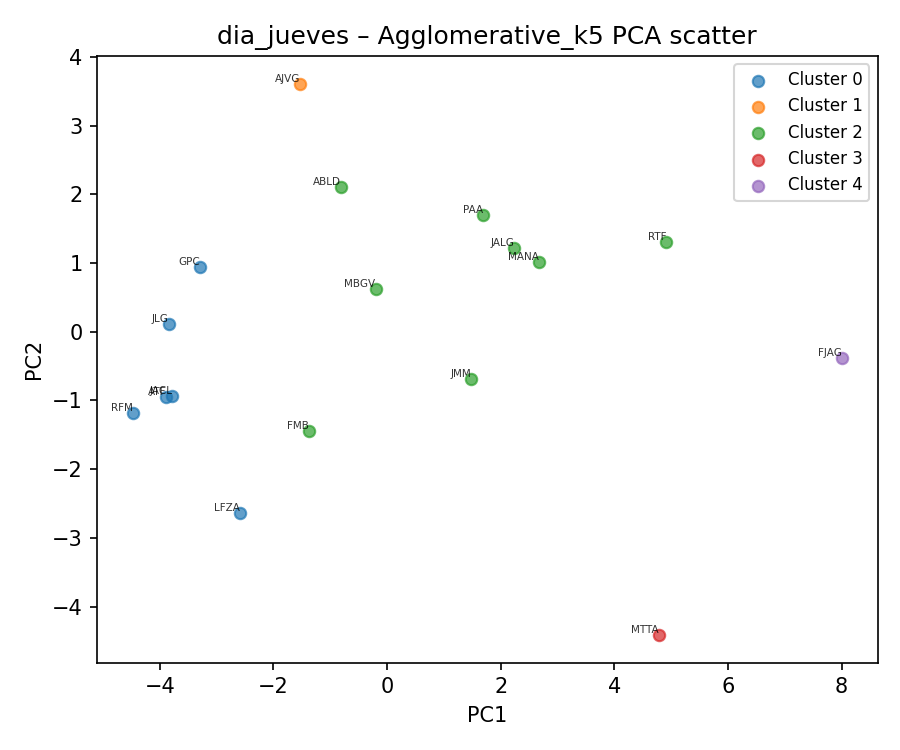 dia_jueves – Agglomerative_k5 PCA scatter
Cluster 0
Cluster 1
Cluster 2
Cluster 3
Cluster 4
4
3
2
1
0
−1
−2
−3
−4
PC2
AJVG
ABLD
PAA
JALG
MANA
RTF
GPC
MBGV
JLG
FJAG
JMM
RFM
FMB
LFZA
MTTA
−4 −2 0 2 4 6 8
PC1